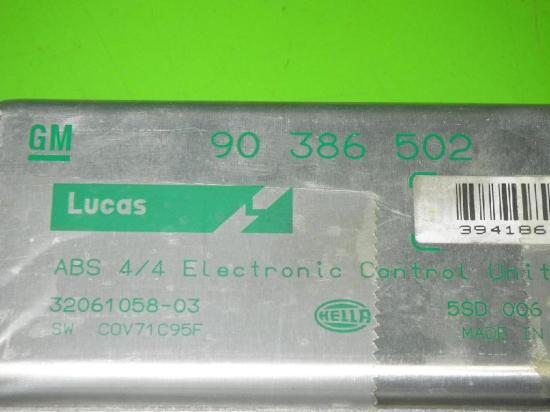 GM 90 386 502
Lucas
394186
ABS 4/4 Electronic Control Unit
32061058-03 HELLA 5SD 006
SW COV71C95F MADE IN